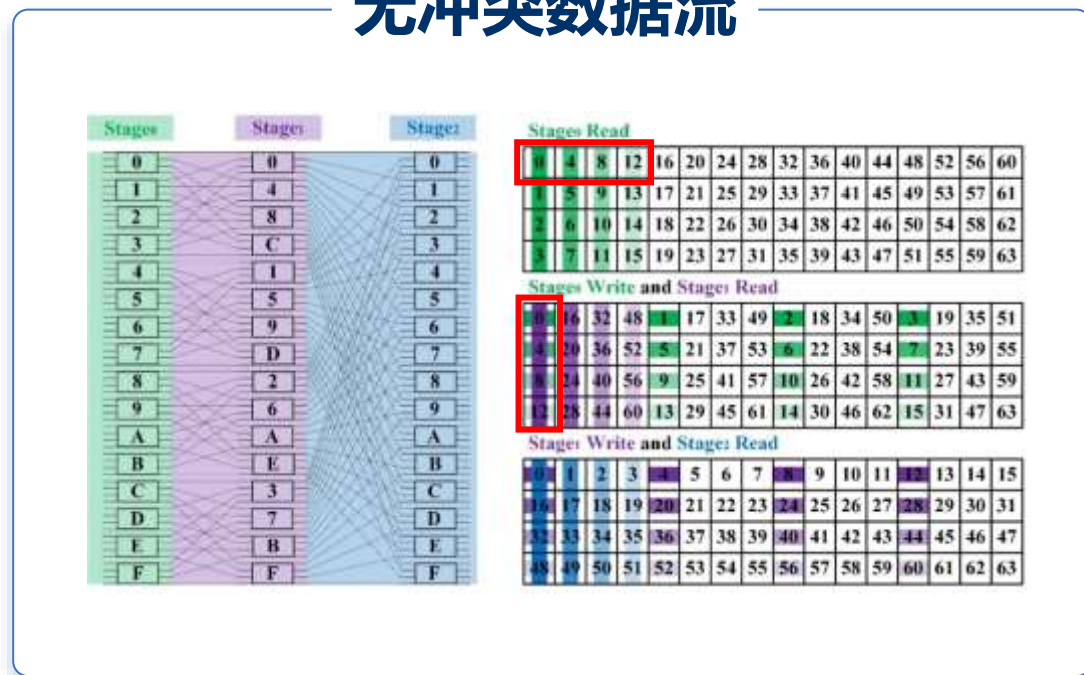 无冲突数据流
Stage0 Stage1 Stage2
0 0 0
1 4 1
2 8 2
3 C 3
4 1 4
5 5 5
6 9 6
7 D 7
8 2 8
9 6 9
A A A
B E B
C 3 C
D 7 D
E B E
F F F
Stage0 Read
0 4 8 12 16 20 24 28 32 36 40 44 48 52 56 60
1 5 9 13 17 21 25 29 33 37 41 45 49 53 57 61
2 6 10 14 18 22 26 30 34 38 42 46 50 54 58 62
3 7 11 15 19 23 27 31 35 39 43 47 51 55 59 63
Stage0 Write and Stage1 Read
0 16 32 48 1 17 33 49 2 18 34 50 3 19 35 51
4 20 36 52 5 21 37 53 6 22 38 54 7 23 39 55
8 24 40 56 9 25 41 57 10 26 42 58 11 27 43 59
12 28 44 60 13 29 45 61 14 30 46 62 15 31 47 63
Stage1 Write and Stage2 Read
0 1 2 3 4 5 6 7 8 9 10 11 12 13 14 15
16 17 18 19 20 21 22 23 24 25 26 27 28 29 30 31
32 33 34 35 36 37 38 39 40 41 42 43 44 45 46 47
48 49 50 51 52 53 54 55 56 57 58 59 60 61 62 63